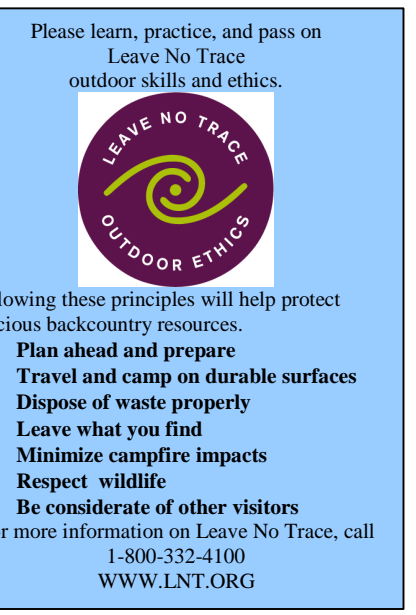 Please learn, practice, and pass on
Leave No Trace
outdoor skills and ethics.
LEAVE NO TRACE
OUTDOOR ETHICS
lowing these principles will help protect
cious backcountry resources.
Plan ahead and prepare
Travel and camp on durable surfaces
Dispose of waste properly
Leave what you find
Minimize campfire impacts
Respect wildlife
Be considerate of other visitors
r more information on Leave No Trace, call
1-800-332-4100
WWW.LNT.ORG